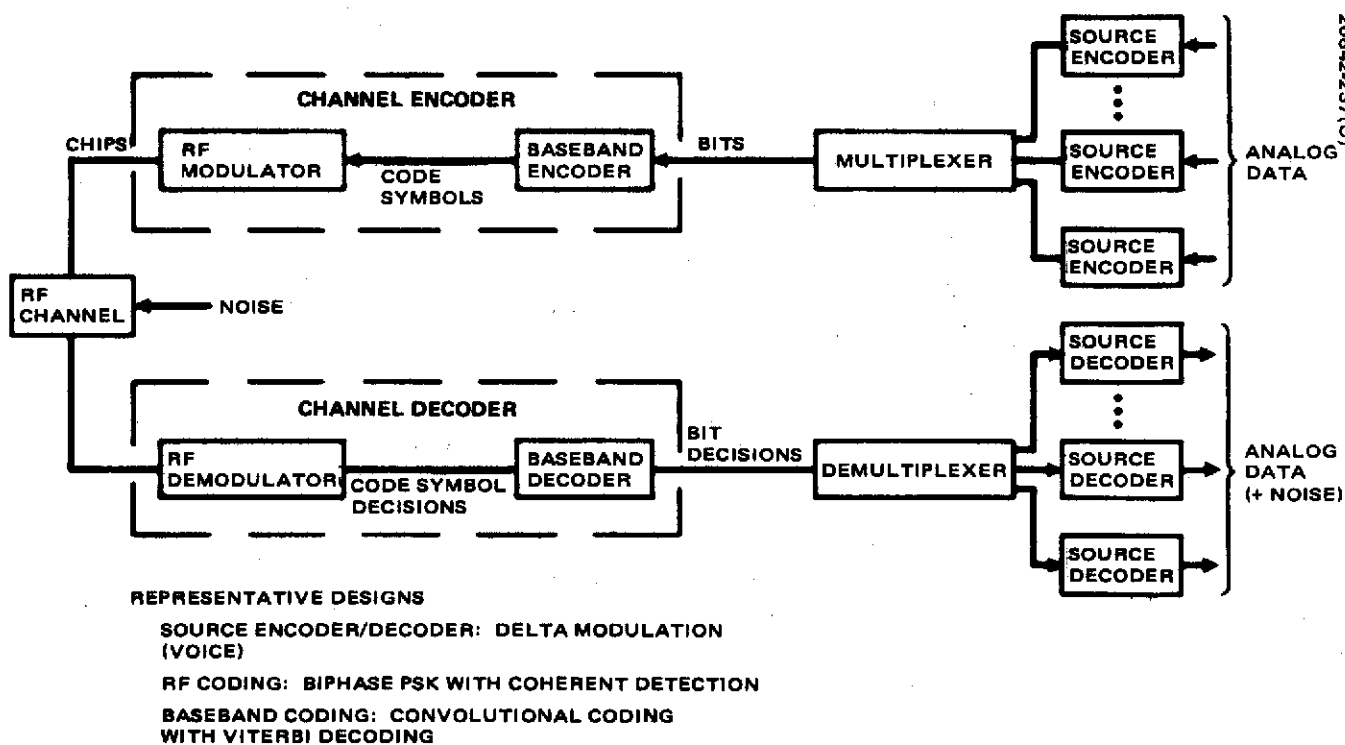 SOURCE
ENCODER
CHANNEL ENCODER
CHIPS
RF
MODULATOR
CODE
SYMBOLS
BASEBAND
ENCODER
BITS
MULTIPLEXER
SOURCE
ENCODER
ANALOG
DATA
SOURCE
ENCODER
RF
CHANNEL
NOISE
SOURCE
DECODER
CHANNEL DECODER
RF
DEMODULATOR
CODE SYMBOL
DECISIONS
BASEBAND
DECODER
BIT
DECISIONS
DEMULTIPLEXER
SOURCE
DECODER
ANALOG
DATA
(+ NOISE)
SOURCE
DECODER
REPRESENTATIVE DESIGNS
SOURCE ENCODER/DECODER: DELTA MODULATION
(VOICE)
RF CODING: BIPHASE PSK WITH COHERENT DETECTION
BASEBAND CODING: CONVOLUTIONAL CODING
WITH VITERBI DECODING